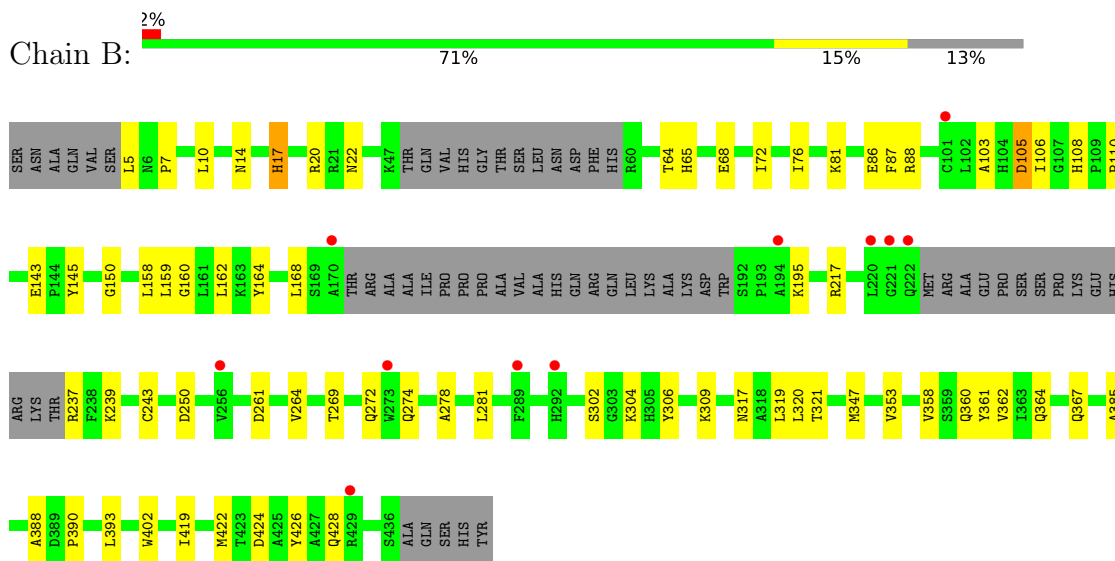 2%
Chain B:
71% 15% 13%
SER ASN ALA GLN VAL SER L5 N6 P7 L10 N14 H17 R20 R21 N22 K47 THR GLN VAL HIS GLY THR SER LEU ASN ASP PHE HIS R60 T64 H65 E68 I72 I76 K81 E86 F87 R88 C101 L102 A103 H104 D105 I106 G107 H108 P109
E143 P144 Y145 G150 L158 L159 G160 L161 L162 K163 Y164 L168 S169 A170 THR ARG ALA ALA ILE PRO PRO PRO ALA VAL ALA HIS GLN ARG GLN LEU LYS ALA LYS ASP TRP S192 P193 A194 K195 R217 L220 G221 Q222 MET ARG ALA GLU PRO SER SER PRO LYS GLU HIS
ARG LYS THR R237 F238 K239 C243 D250 V256 D261 V264 T269 Q272 W273 Q274 A278 L281 F289 H292 S302 G303 K304 H305 Y306 K309 N317 A318 L319 L320 T321 M347 V353 V358 S359 Q360 Y361 V362 I363 Q364 Q367
A388 D389 P390 L393 W402 I419 M422 T423 D424 A425 Y426 A427 Q428 R429 S436 ALA GLN SER HIS TYR